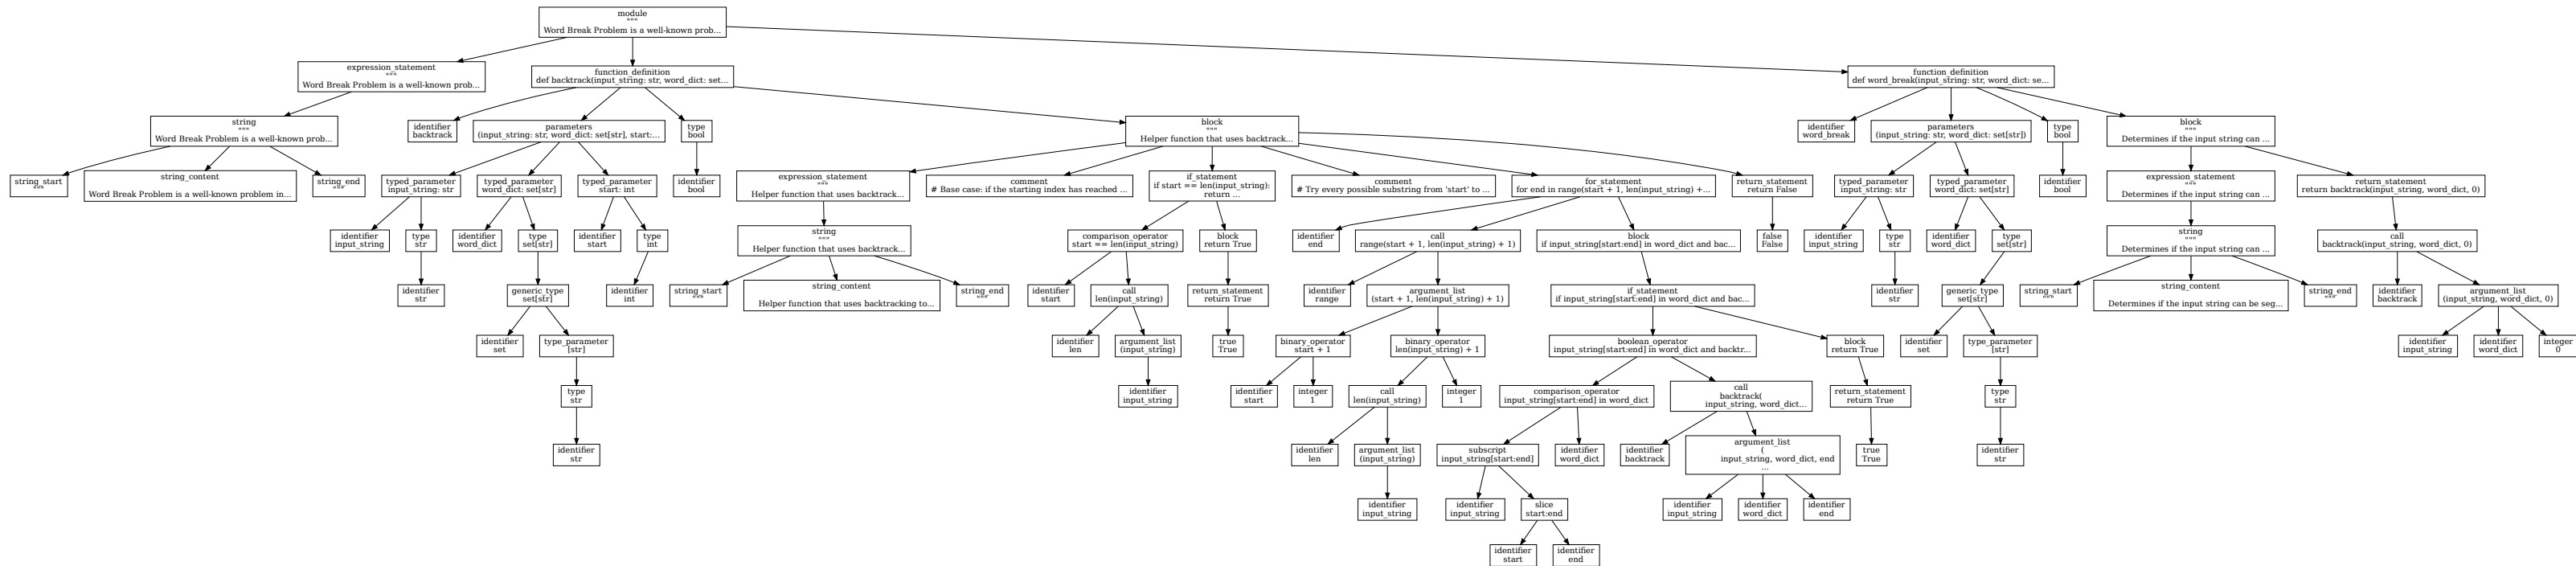 module
"""
Word Break Problem is a well-known prob...
expression_statement
"""
Word Break Problem is a well-known prob...
function_definition
def backtrack(input_string: str, word_dict: set...
function_definition
def word_break(input_string: str, word_dict: se...
string
"""
Word Break Problem is a well-known prob...
identifier
backtrack
parameters
(input_string: str, word_dict: set[str], start:...
type
bool
block
"""
Helper function that uses backtrack...
identifier
word_break
parameters
(input_string: str, word_dict: set[str])
type
bool
block
"""
Determines if the input string can ...
string_start
"""
string_content
Word Break Problem is a well-known problem in...
string_end
"""
typed_parameter
input_string: str
typed_parameter
word_dict: set[str]
typed_parameter
start: int
identifier
bool
expression_statement
"""
Helper function that uses backtrack...
comment
# Base case: if the starting index has reached ...
if_statement
if start == len(input_string):
return ...
comment
# Try every possible substring from 'start' to ...
for_statement
for end in range(start + 1, len(input_string) +...
return_statement
return False
typed_parameter
input_string: str
typed_parameter
word_dict: set[str]
identifier
bool
expression_statement
"""
Determines if the input string can ...
return_statement
return backtrack(input_string, word_dict, 0)
identifier
input_string
type
str
identifier
word_dict
type
set[str]
identifier
start
type
int
string
"""
Helper function that uses backtrack...
comparison_operator
start == len(input_string)
block
return True
identifier
end
call
range(start + 1, len(input_string) + 1)
block
if input_string[start:end] in word_dict and bac...
false
False
identifier
input_string
type
str
identifier
word_dict
type
set[str]
string
"""
Determines if the input string can ...
call
backtrack(input_string, word_dict, 0)
identifier
str
generic_type
set[str]
identifier
int
string_start
"""
string_content
Helper function that uses backtracking to...
string_end
"""
identifier
start
call
len(input_string)
return_statement
return True
identifier
range
argument_list
(start + 1, len(input_string) + 1)
if_statement
if input_string[start:end] in word_dict and bac...
identifier
str
generic_type
set[str]
string_start
"""
string_content
Determines if the input string can be seg...
string_end
"""
identifier
backtrack
argument_list
(input_string, word_dict, 0)
identifier
set
type_parameter
[str]
identifier
len
argument_list
(input_string)
true
True
binary_operator
start + 1
binary_operator
len(input_string) + 1
boolean_operator
input_string[start:end] in word_dict and backtr...
block
return True
identifier
set
type_parameter
[str]
identifier
input_string
identifier
word_dict
integer
0
type
str
identifier
input_string
identifier
start
integer
1
call
len(input_string)
integer
1
comparison_operator
input_string[start:end] in word_dict
call
backtrack(
input_string, word_dict...
return_statement
return True
type
str
identifier
str
identifier
len
argument_list
(input_string)
subscript
input_string[start:end]
identifier
word_dict
identifier
backtrack
argument_list
(
input_string, word_dict, end
...
true
True
identifier
str
identifier
input_string
identifier
input_string
slice
start:end
identifier
input_string
identifier
word_dict
identifier
end
identifier
start
identifier
end